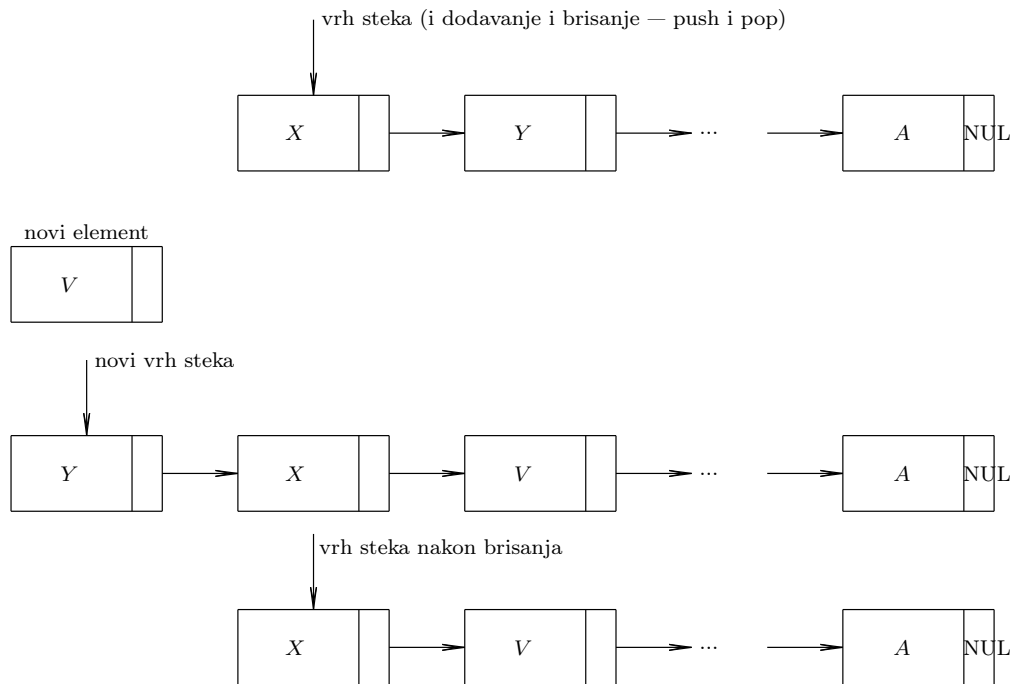 vrh steka (i dodavanje i brisanje — push i pop)
X Y ... A NUL
novi element
V
novi vrh steka
Y X V ... A NUL
vrh steka nakon brisanja
X V ... A NUL